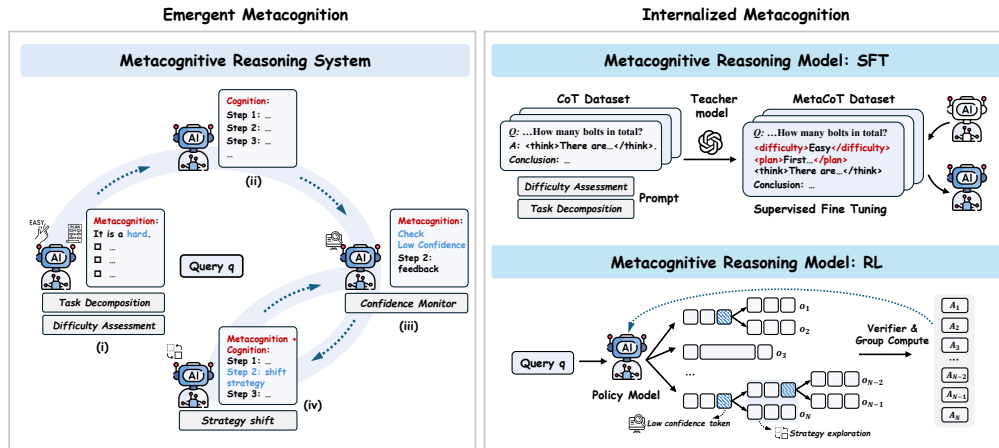 Emergent Metacognition
Metacognitive Reasoning System
AI
Cognition:
Step 1: ...
Step 2: ...
Step 3: ...
...
(ii)
EASY
Metacognition:
It is a hard.
...
...
...
...
AI
Task Decomposition
Difficulty Assessment
(i)
Query q
AI
Metacognition:
Check
Low Confidence
Step 2:
feedback
Confidence Monitor
(iii)
AI
Metacognition +
Cognition:
Step 1: ...
Step 2: shift
strategy
Step 3: ...
Strategy shift
(iv)
Internalized Metacognition
Metacognitive Reasoning Model: SFT
CoT Dataset
Q: ...How many bolts in total?
A: <think>There are...</think>.
Conclusion: ...
Difficulty Assessment
Task Decomposition
Prompt
Teacher
model
MetaCoT Dataset
Q: ...How many bolts in total?
<difficulty>Easy</difficulty>
<plan>First...</plan>
<think>There are...</think>
Conclusion: ...
Supervised Fine Tuning
AI
AI
Metacognitive Reasoning Model: RL
Query q
AI
Policy Model
o1
o2
o3
...
oN−2
oN−1
oN
Low confidence token
Strategy exploration
Verifier &
Group Compute
A1
A2
A3
...
AN−2
AN−1
AN